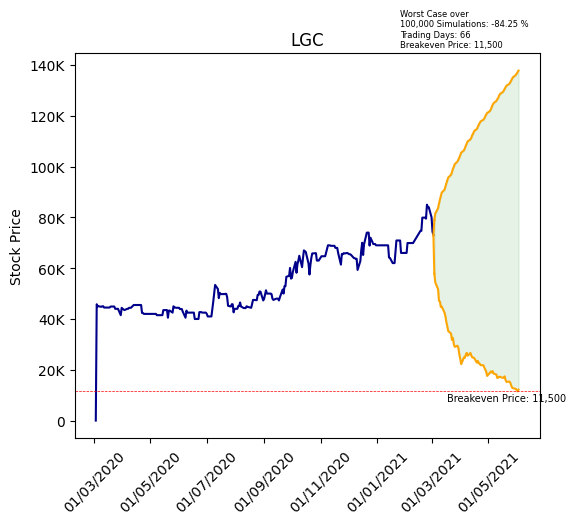 Worst Case over
100,000 Simulations: -84.25 %
Trading Days: 66
Breakeven Price: 11,500
LGC
140K
120K
100K
80K
60K
40K
20K
0
Stock Price
Breakeven Price: 11,500
01/03/2020
01/05/2020
01/07/2020
01/09/2020
01/11/2020
01/01/2021
01/03/2021
01/05/2021